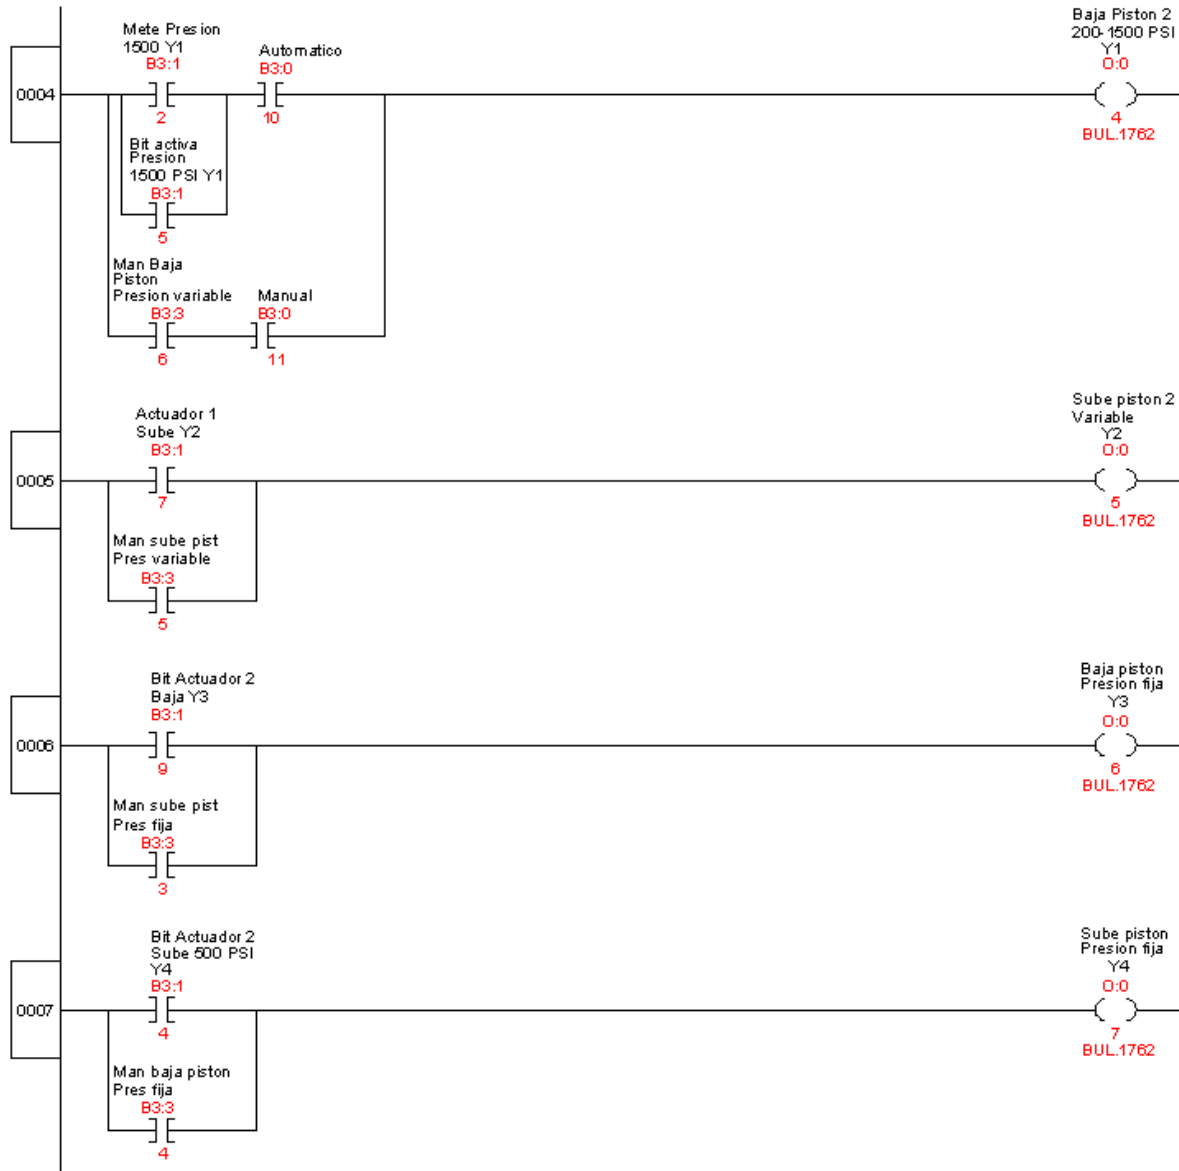 Mete Presion
1500 Y1
B3:1
2
Automatico
B3:0
10
Baja Piston 2
200-1500 PSI
Y1
O:0
4
BUL.1762
0004
Bit activa
Presion
1500 PSI Y1
B3:1
5
Man Baja
Piston
Presion variable
B3:3
6
Manual
B3:0
11
Actuador 1
Sube Y2
B3:1
7
Sube piston 2
Variable
Y2
O:0
5
BUL.1762
0005
Man sube pist
Pres variable
B3:3
5
Bit Actuador 2
Baja Y3
B3:1
9
Baja piston
Presion fija
Y3
O:0
6
BUL.1762
0006
Man sube pist
Pres fija
B3:3
3
Bit Actuador 2
Sube 500 PSI
Y4
B3:1
4
Sube piston
Presion fija
Y4
O:0
7
BUL.1762
0007
Man baja piston
Pres fija
B3:3
4